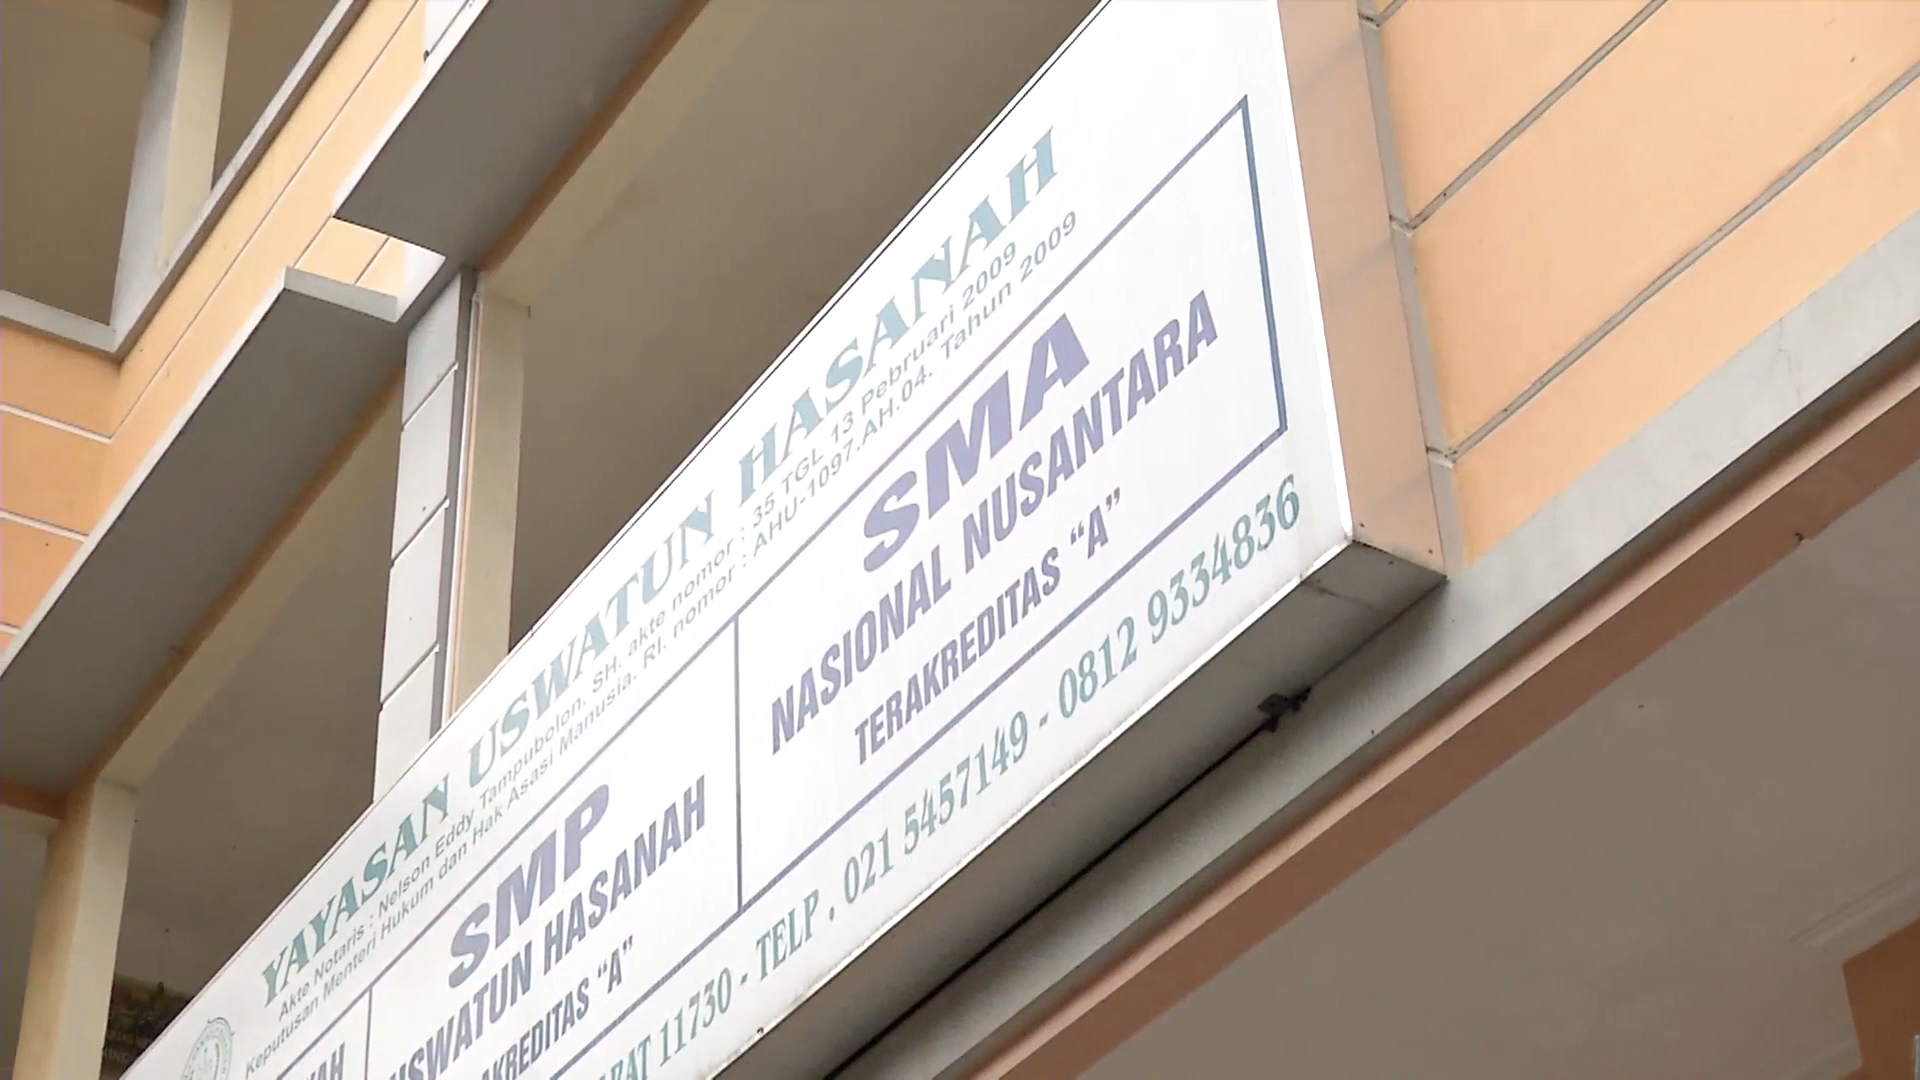 YAYASAN USWATUN HASANAH
Akte Notaris : Nelson Eddy Tampubolon. SH. akte nomor : 35 TGL 13 Pebruari 2009
Keputusan Menteri Hukum dan Hak Asasi Manusia. RI. nomor : AHU-1097.AH.04. Tahun 2009
SMP
USWATUN HASANAH
SMA
NASIONAL NUSANTARA
TERAKREDITAS “A”
11730 - TELP . 021 5457149 - 0812 9334836